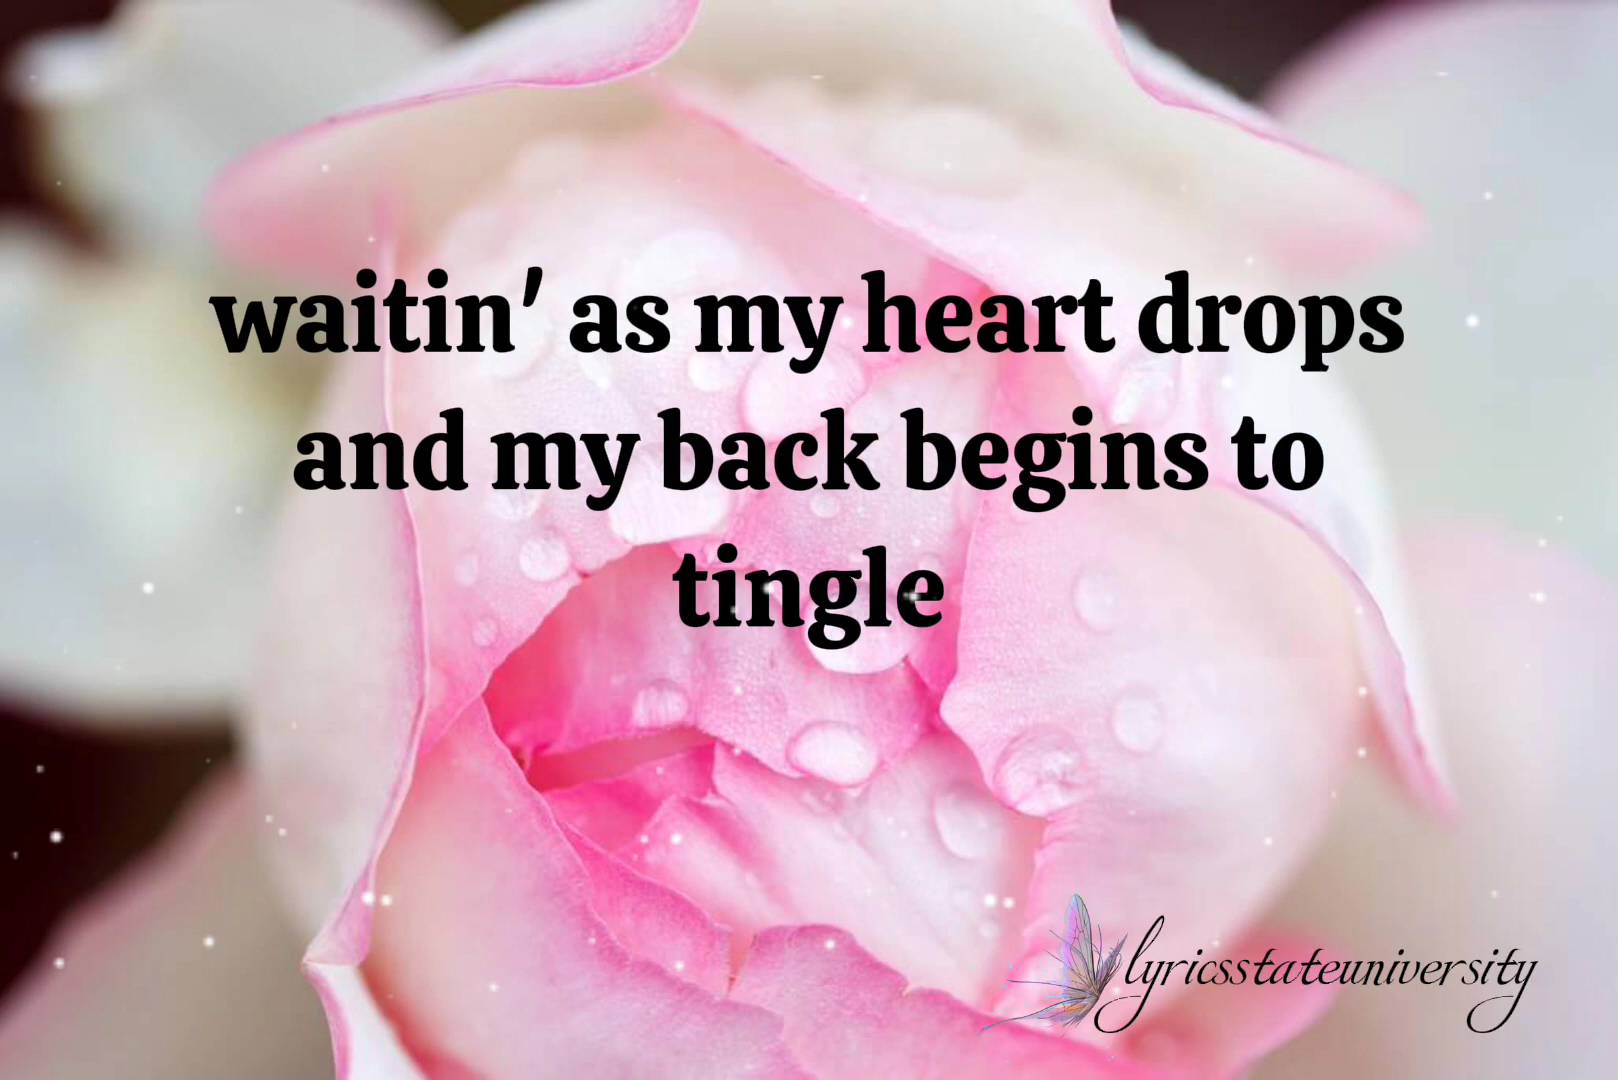 waitin' as my heart drops
and my back begins to
tingle
lyricsstateuniversity